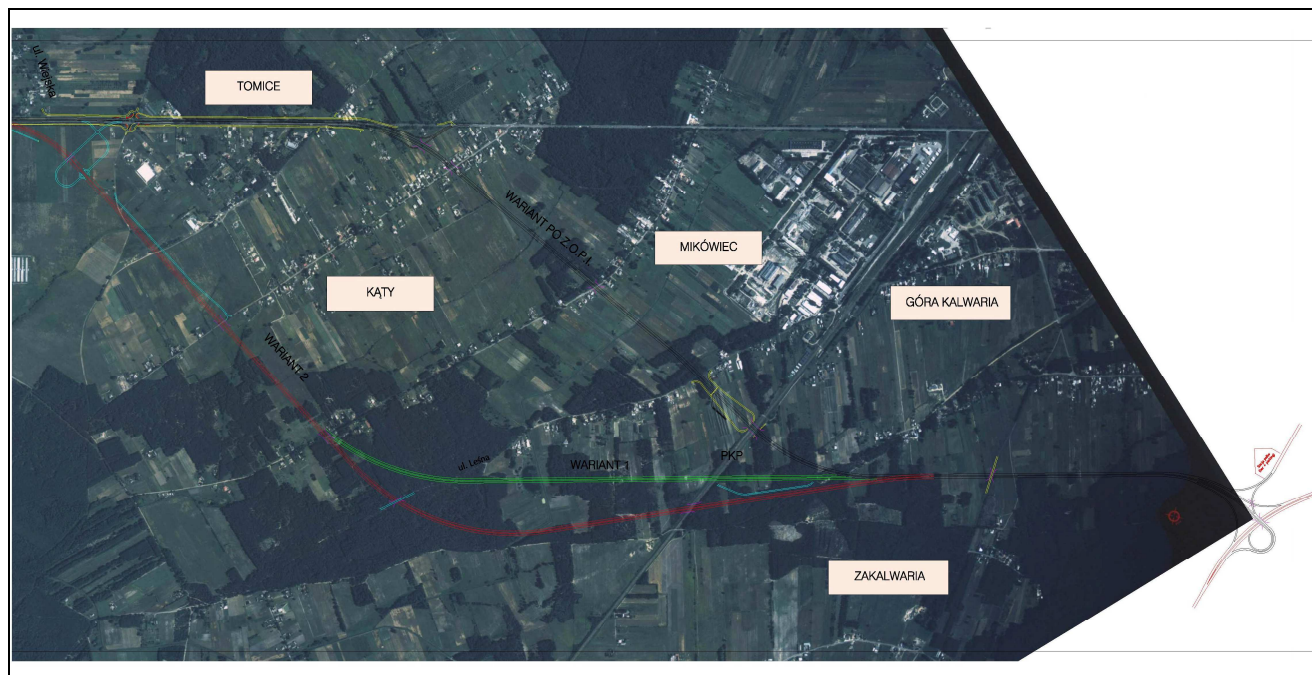 ul. Wiejska
TOMICE
WARIANT PO Z.O.P.I.
MIKÓWIEC
KĄTY
GÓRA KALWARIA
WARIANT 2
ul. Leśna
WARIANT 1
PKP
ZAKALWARIA